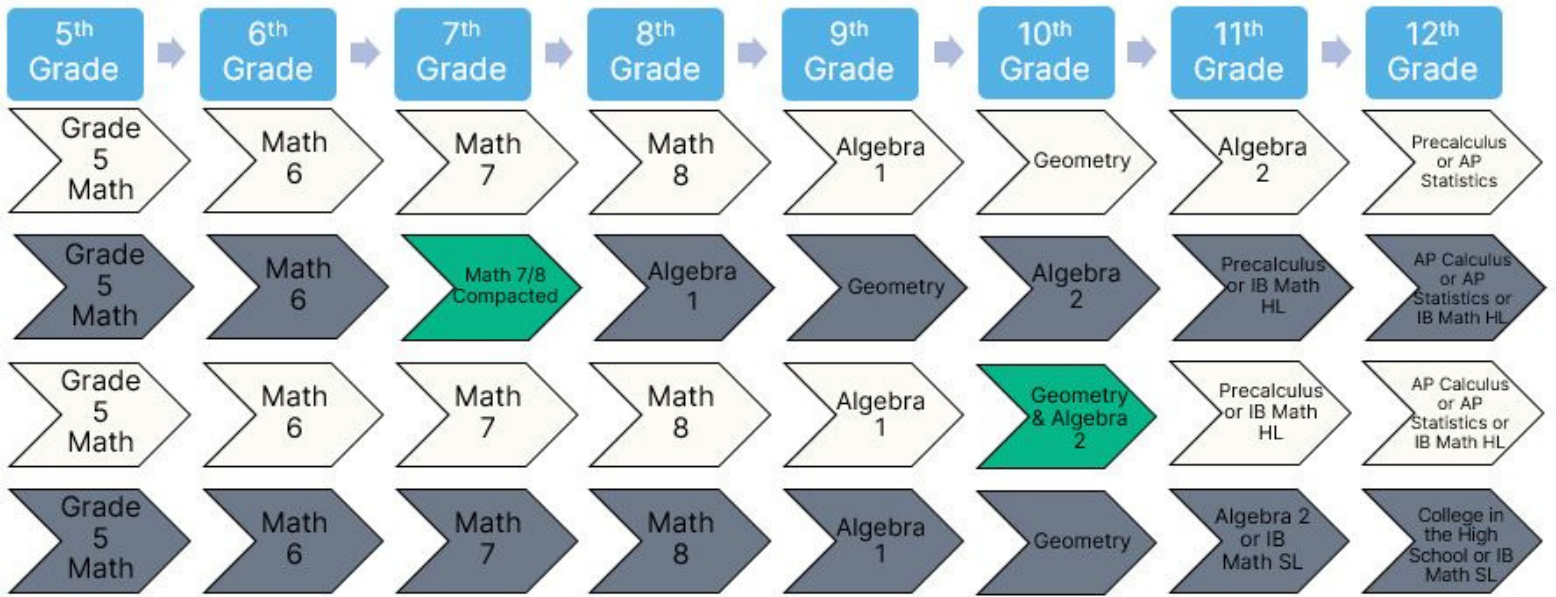 5th
Grade
6th
Grade
7th
Grade
8th
Grade
9th
Grade
10th
Grade
11th
Grade
12th
Grade
Grade
5
Math
Math
6
Math
7
Math
8
Algebra
1
Geometry
Algebra
2
Precalculus
or AP
Statistics
Grade
5
Math
Math
6
Math 7/8
Compacted
Algebra
1
Geometry
Algebra
2
Precalculus
or IB Math
HL
AP Calculus
or AP
Statistics or
IB Math HL
Grade
5
Math
Math
6
Math
7
Math
8
Algebra
1
Geometry
& Algebra
2
Precalculus
or IB Math
HL
AP Calculus
or AP
Statistics or
IB Math HL
Grade
5
Math
Math
6
Math
7
Math
8
Algebra
1
Geometry
Algebra 2
or IB
Math SL
College in
the High
School or IB
Math SL